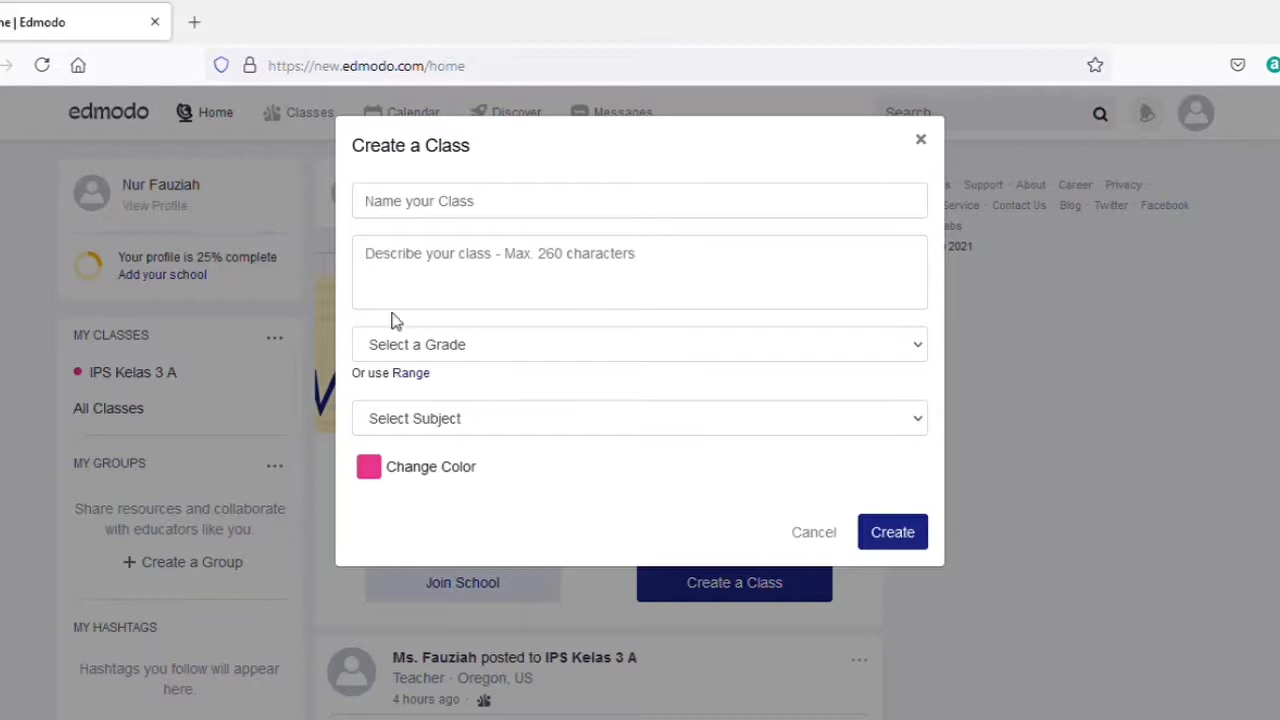 ne | Edmodo
https://new.edmodo.com/home
edmodo
Home
Classes
Calendar
Discover
Messages
Search
Create a Class
Name your Class
Describe your class - Max. 260 characters
Select a Grade
Or use Range
Select Subject
Change Color
Cancel
Create
Nur Fauziah
View Profile
Your profile is 25% complete
Add your school
MY CLASSES
IPS Kelas 3 A
All Classes
MY GROUPS
Share resources and collaborate
with educators like you.
+ Create a Group
MY HASHTAGS
Hashtags you follow will appear
here.
Join School
Create a Class
Ms. Fauziah posted to IPS Kelas 3 A
Teacher · Oregon, US
4 hours ago ·
s · Support · About · Career · Privacy ·
Service · Contact Us · Blog · Twitter · Facebook
abs
2021